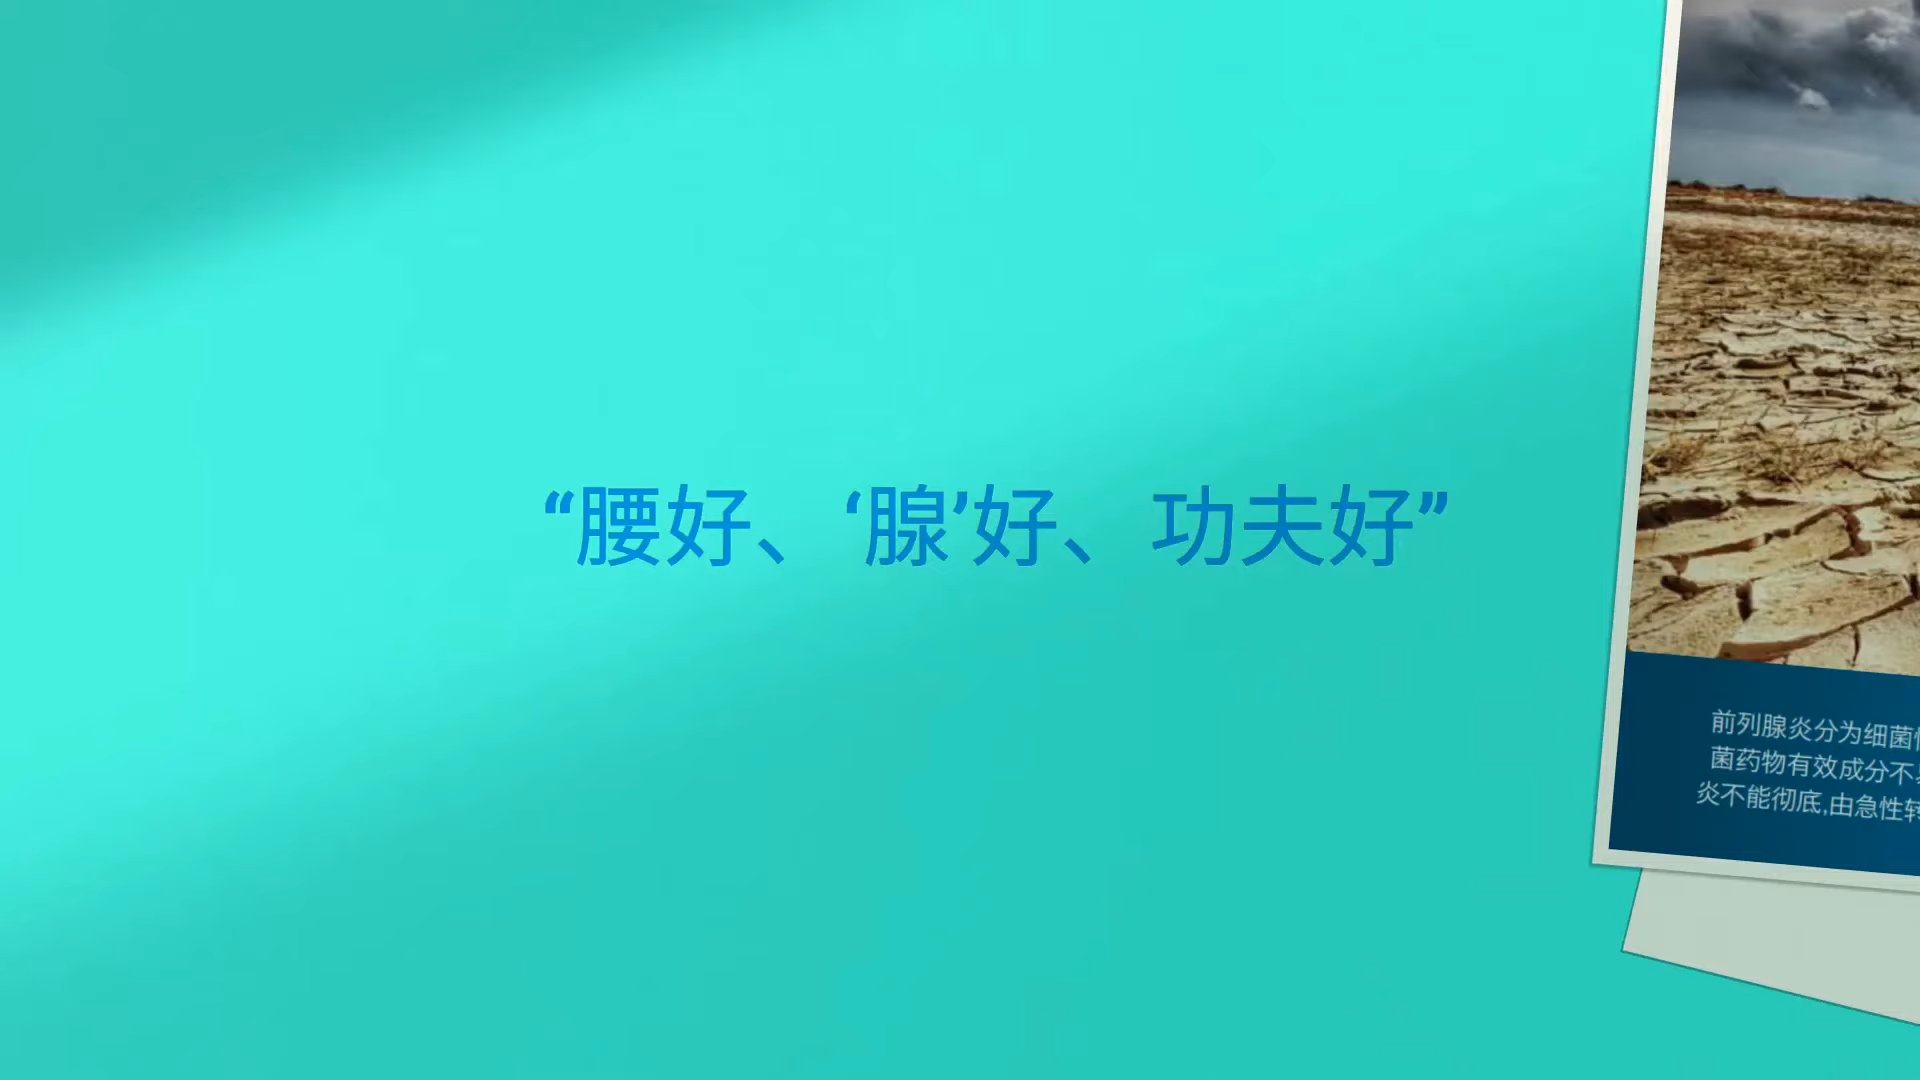 “腰好、‘腺’好、功夫好”
前列腺炎分为细菌
菌药物有效成分不
炎不能彻底,由急性转